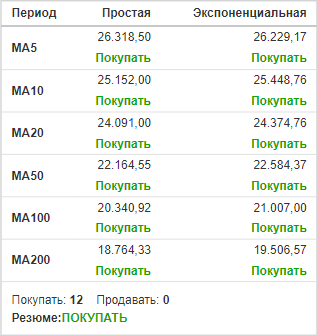 Период Простая Экспоненциальная
MA5 26.318,50 26.229,17
Покупать Покупать
MA10 25.152,00 25.448,76
Покупать Покупать
MA20 24.091,00 24.374,76
Покупать Покупать
MA50 22.164,55 22.584,37
Покупать Покупать
MA100 20.340,92 21.007,00
Покупать Покупать
MA200 18.764,33 19.506,57
Покупать Покупать
Покупать: 12 Продавать: 0
Резюме:ПОКУПАТЬ